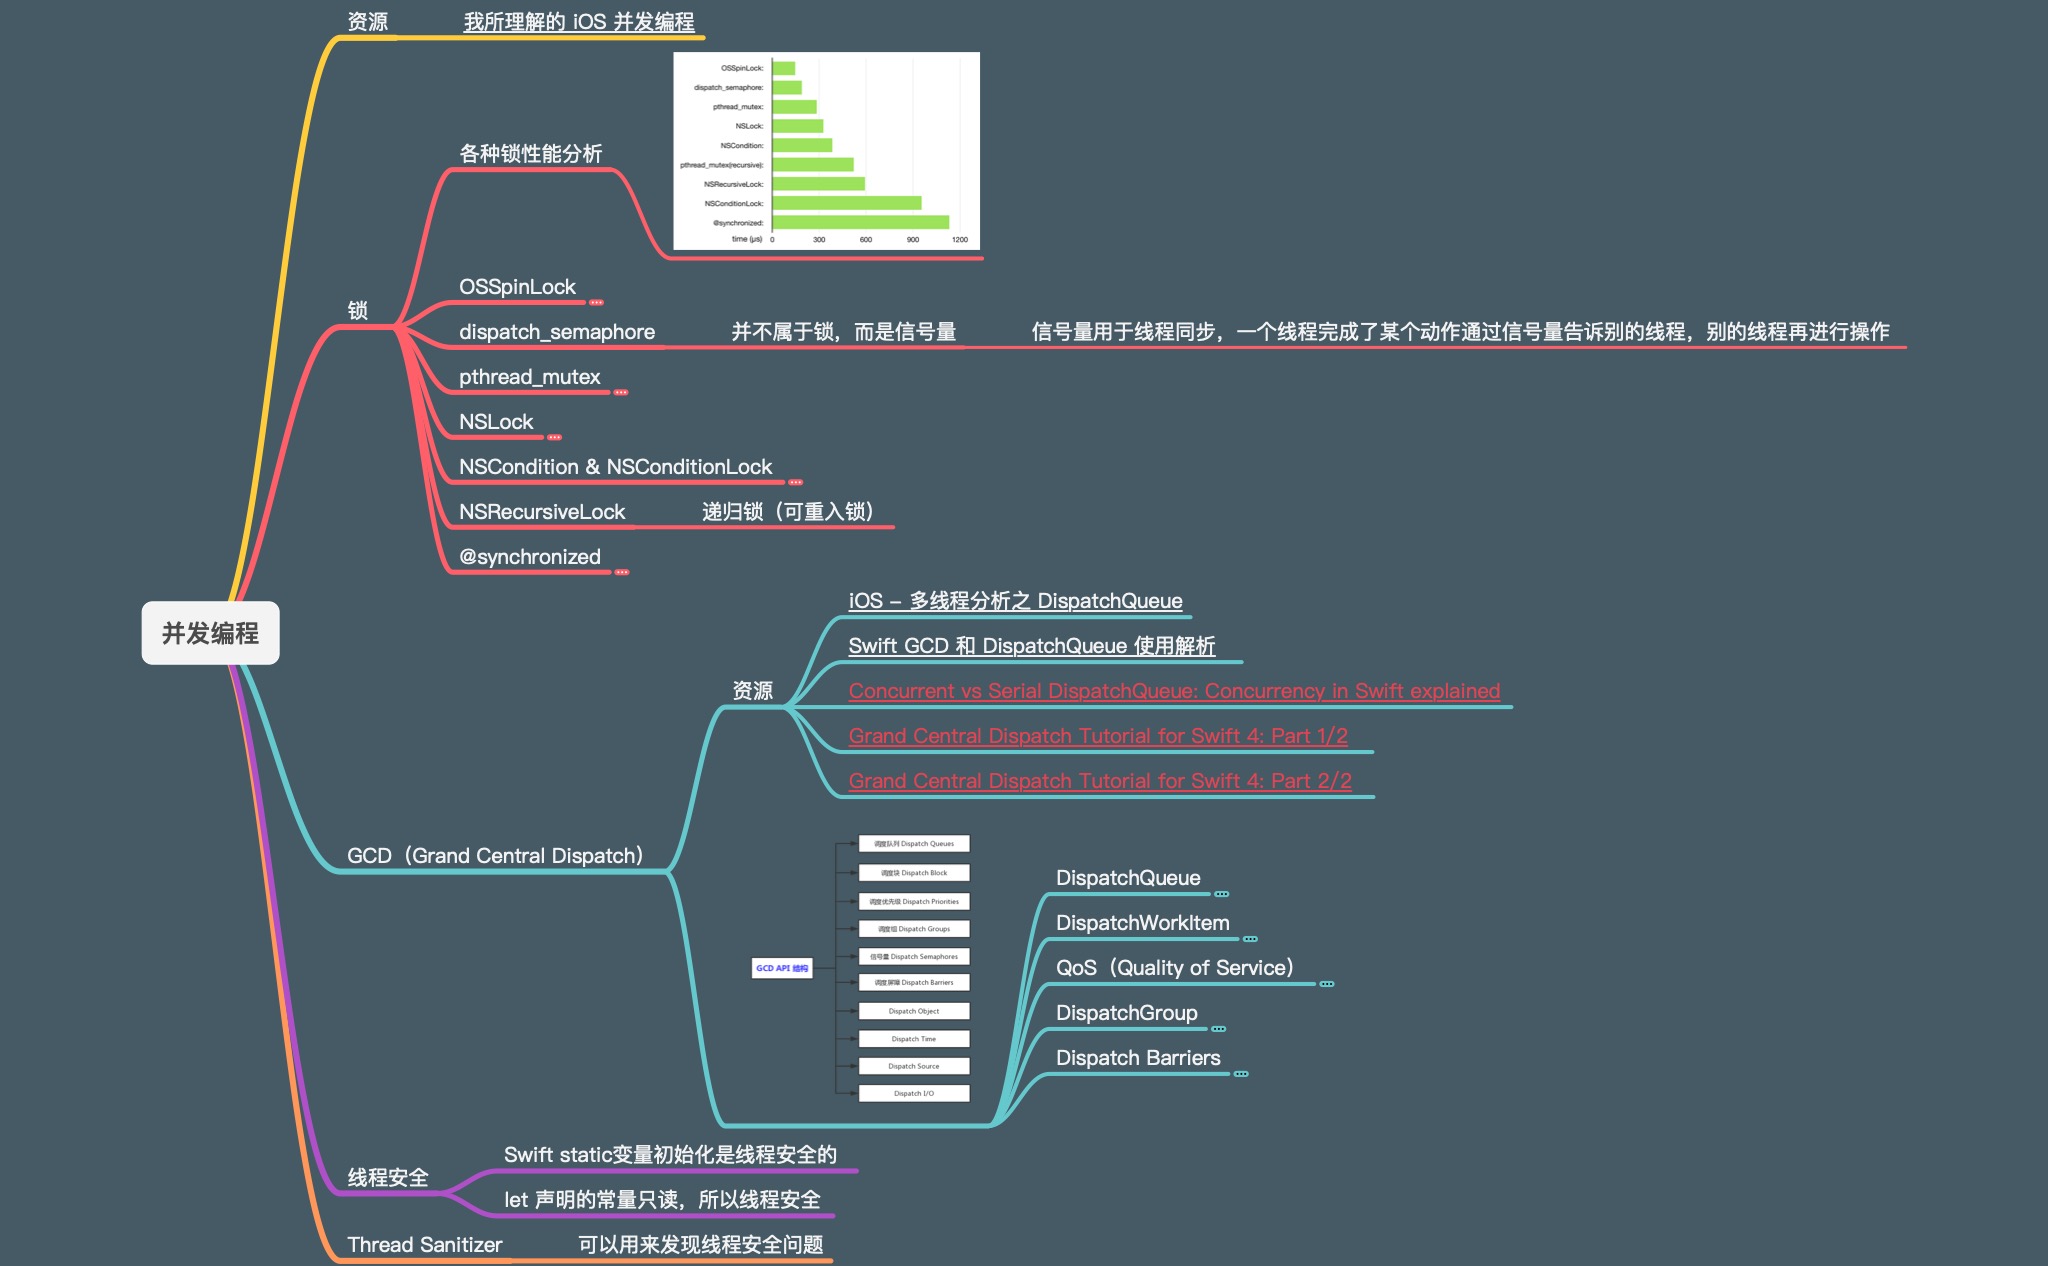 资源
我所理解的 iOS 并发编程
OSSpinLock:
dispatch_semaphore:
pthread_mutex:
NSLock:
NSCondition:
pthread_mutex(recursive):
NSRecursiveLock:
NSConditionLock:
@synchronized:
time (μs) 0 300 600 900 1200
各种锁性能分析
锁
OSSpinLock
dispatch_semaphore
并不属于锁，而是信号量
信号量用于线程同步，一个线程完成了某个动作通过信号量告诉别的线程，别的线程再进行操作
pthread_mutex
NSLock
NSCondition & NSConditionLock
NSRecursiveLock
递归锁（可重入锁）
@synchronized
并发编程
iOS – 多线程分析之 DispatchQueue
Swift GCD 和 DispatchQueue 使用解析
资源
Concurrent vs Serial DispatchQueue: Concurrency in Swift explained
Grand Central Dispatch Tutorial for Swift 4: Part 1/2
Grand Central Dispatch Tutorial for Swift 4: Part 2/2
GCD（Grand Central Dispatch）
GCD API 结构
调度队列 Dispatch Queues
调度块 Dispatch Block
调度优先级 Dispatch Priorities
调度组 Dispatch Groups
信号量 Dispatch Semaphores
调度屏障 Dispatch Barriers
Dispatch Object
Dispatch Time
Dispatch Source
Dispatch I/O
DispatchQueue
DispatchWorkItem
QoS（Quality of Service）
DispatchGroup
Dispatch Barriers
线程安全
Swift static变量初始化是线程安全的
let 声明的常量只读，所以线程安全
Thread Sanitizer
可以用来发现线程安全问题